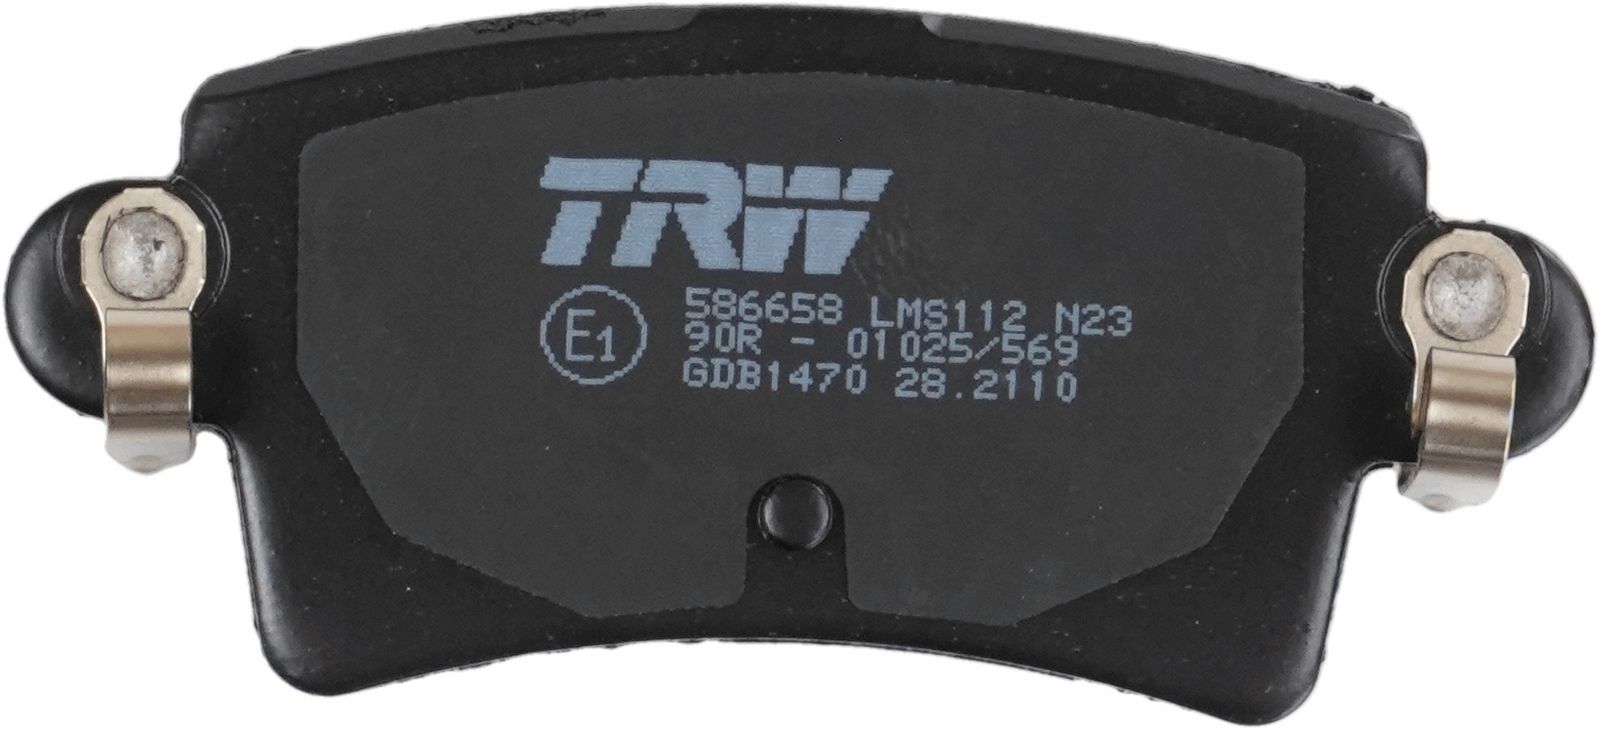 TRW
E1
586658 LMS112 N23
90R - 01025/569
GDB1470 28.2110